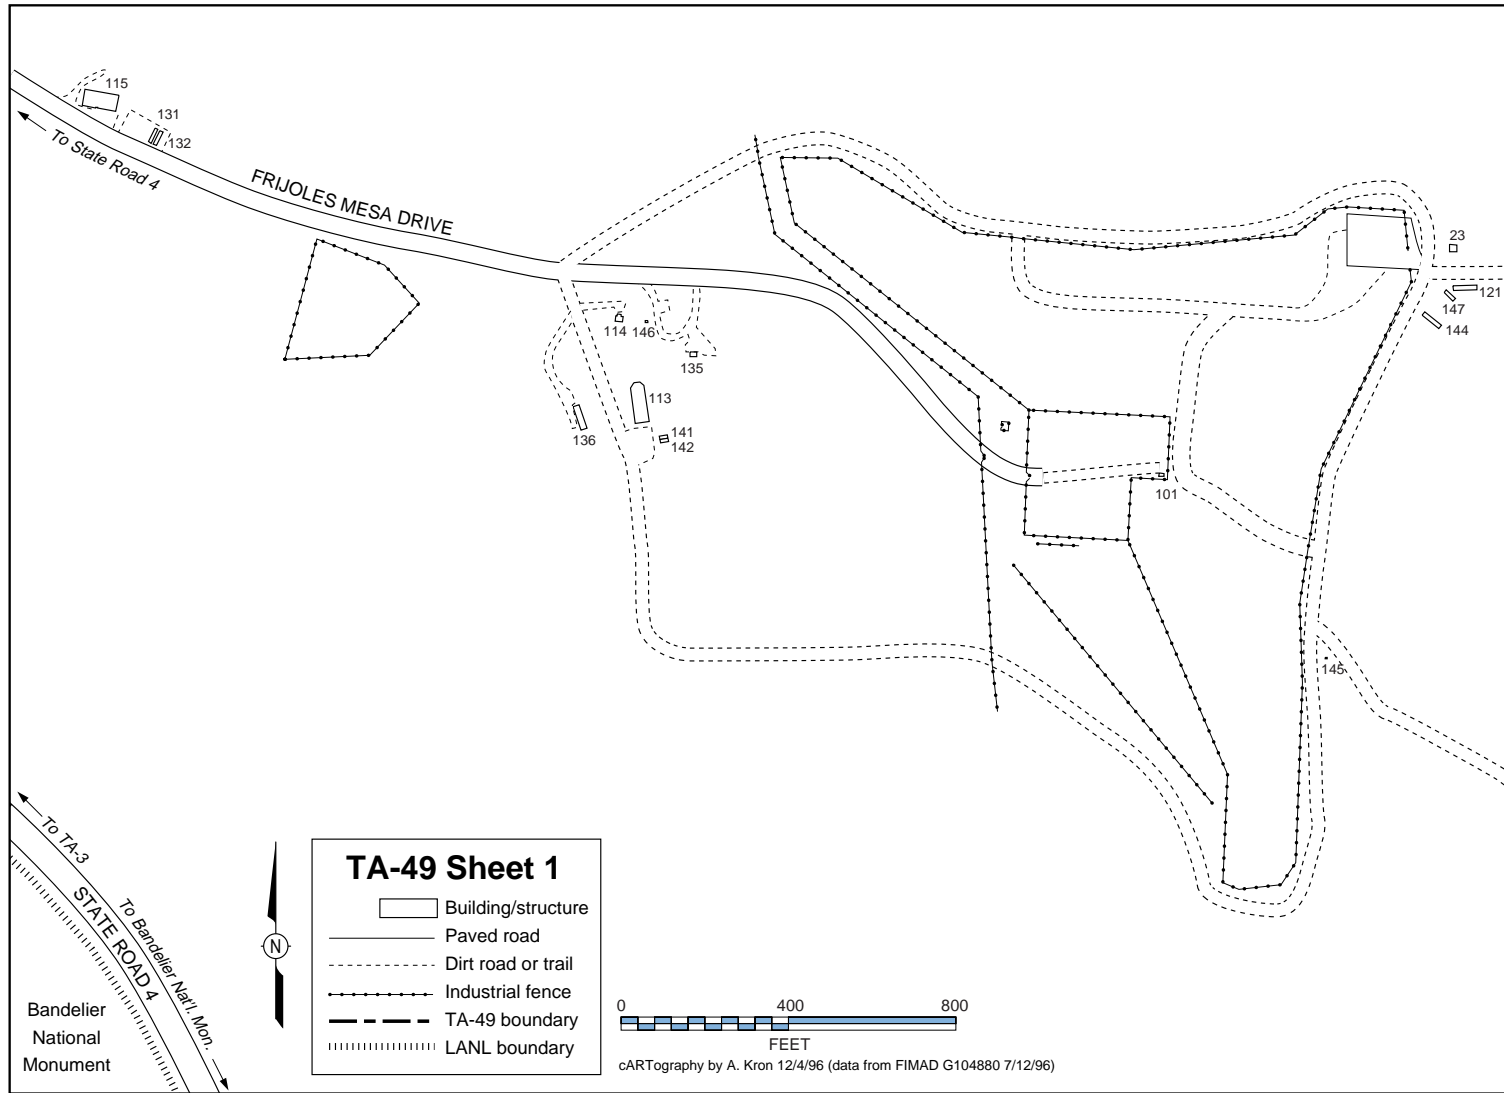 115
131
132
To State Road 4
FRIJOLES MESA DRIVE
23
121
147
144
114
146
135
113
136
141
142
101
145
To TA-3
To Bandelier Nat'l. Mon.
STATE ROAD 4
Bandelier
National
Monument
N
TA-49 Sheet 1
Building/structure
Paved road
Dirt road or trail
Industrial fence
TA-49 boundary
LANL boundary
0 400 800
FEET
cARTography by A. Kron 12/4/96 (data from FIMAD G104880 7/12/96)